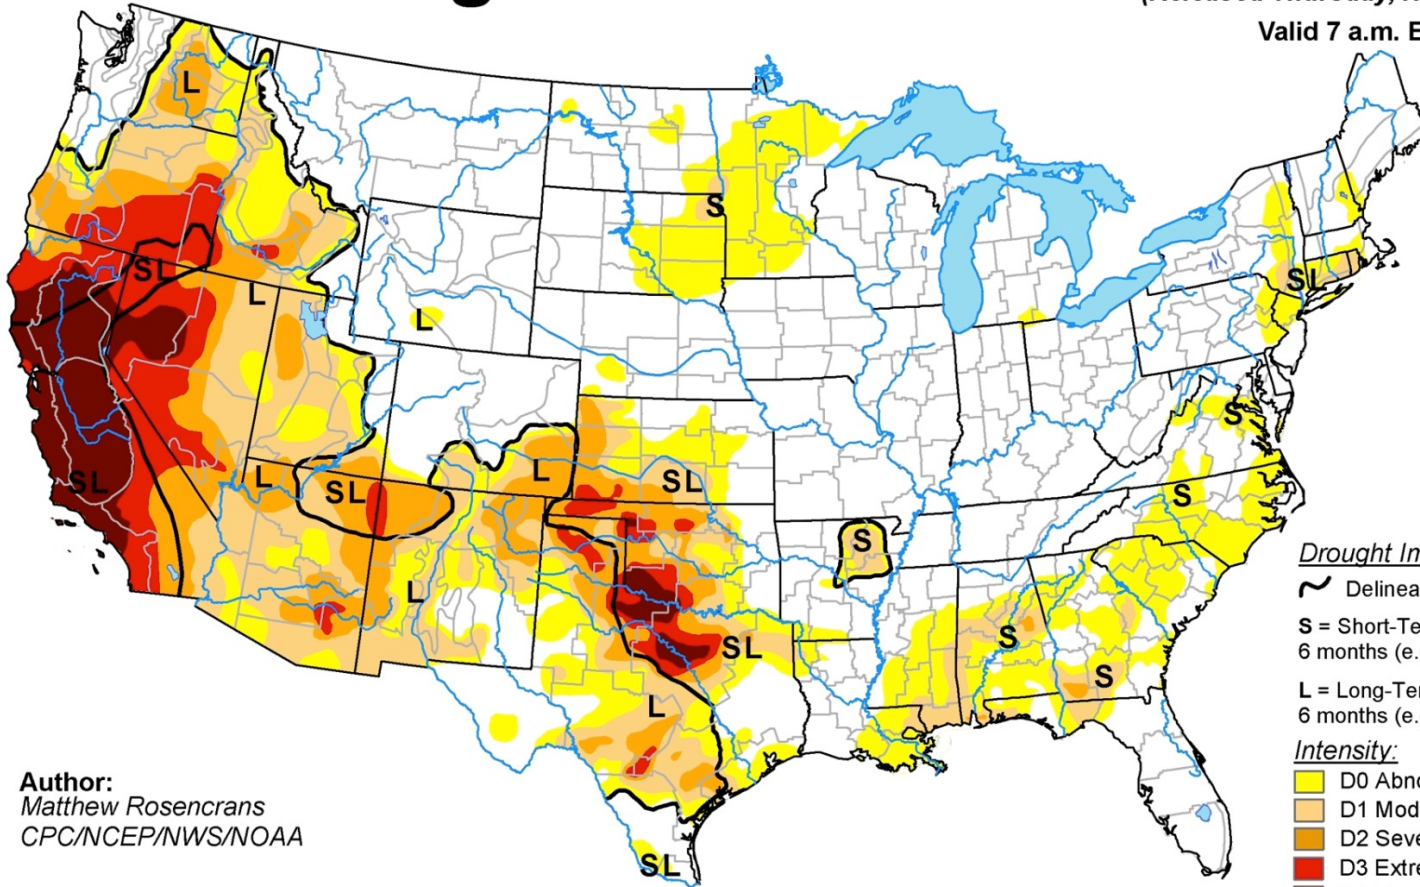 Valid 7 a.m. E
L
S
SL
L
L
SL
S
SL
L
SL
L
SL
S
S
L
SL
S
S
L
SL
Drought Im
Delinea
S = Short-Te
6 months (e.
L = Long-Ter
6 months (e.
Intensity:
D0 Abno
D1 Mod
D2 Seve
D3 Extre
Author:
Matthew Rosencrans
CPC/NCEP/NWS/NOAA